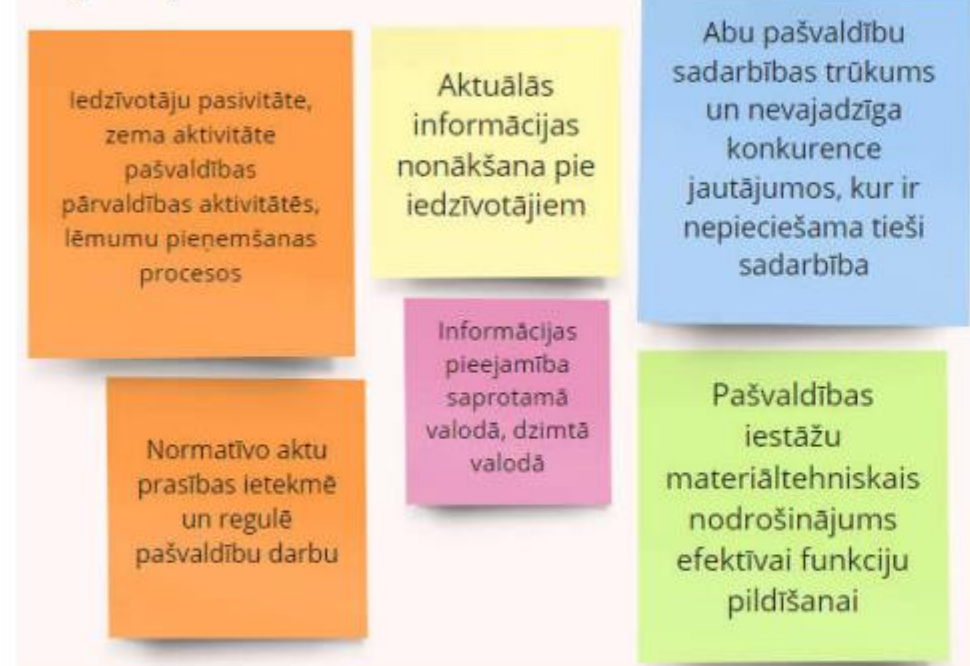 Iedzīvotāju pasivitāte,
zema aktivitāte
pašvaldības
pārvaldības aktivitātēs,
lēmumu pieņemšanas
procesos
Aktuālās
informācijas
nonākšana pie
iedzīvotājiem
Abu pašvaldību
sadarbības trūkums
un nevajadzīga
konkurence
jautājumos, kur ir
nepieciešama tieši
sadarbība
Informācijas
pieejamība
saprotamā
valodā, dzimtā
valodā
Normatīvo aktu
prasības ietekmē
un regulē
pašvaldību darbu
Pašvaldības
iestāžu
materiāltehniskais
nodrošinājums
efektīvai funkciju
pildīšanai